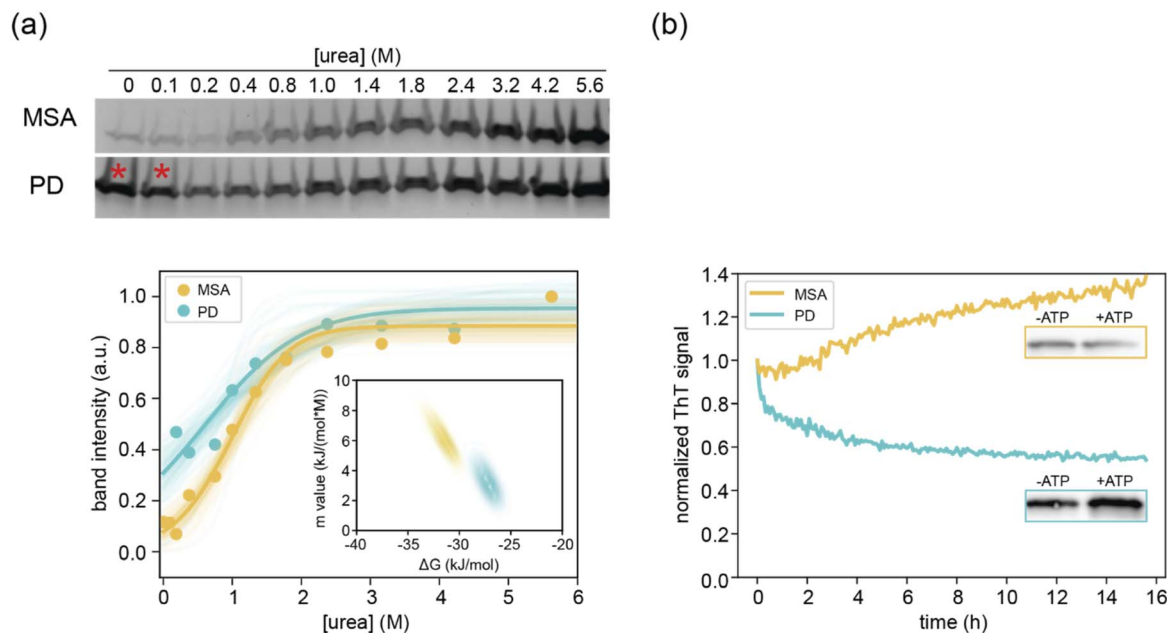 (a)
[urea] (M)
0 0.1 0.2 0.4 0.8 1.0 1.4 1.8 2.4 3.2 4.2 5.6
MSA
* *
PD
band intensity (a.u.)
1.0
0.8
0.6
0.4
0.2
0.0
MSA
PD
m value (kJ/(mol*M))
10
8
6
4
2
0
-40 -35 -30 -25 -20
ΔG (kJ/mol)
0 1 2 3 4 5 6
[urea] (M)
(b)
normalized ThT signal
1.4
1.2
1.0
0.8
0.6
0.4
0.2
0.0
MSA
PD
-ATP +ATP
-ATP +ATP
0 2 4 6 8 10 12 14 16
time (h)